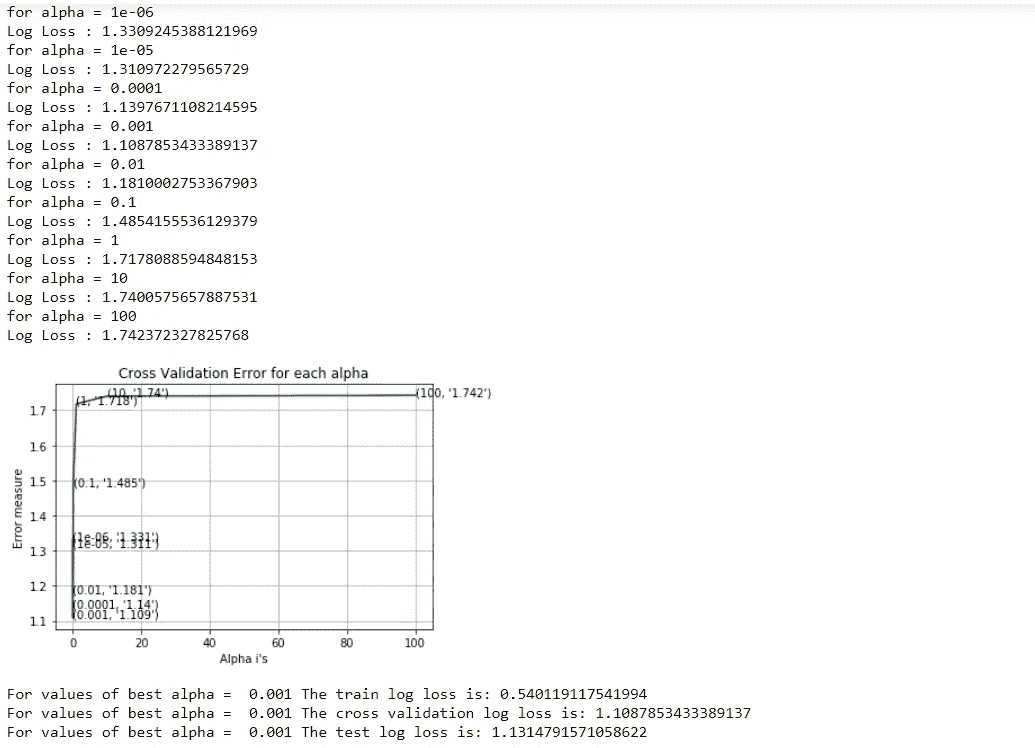 for alpha = 1e-06
Log Loss : 1.3309245388121969
for alpha = 1e-05
Log Loss : 1.310972279565729
for alpha = 0.0001
Log Loss : 1.1397671108214595
for alpha = 0.001
Log Loss : 1.1087853433389137
for alpha = 0.01
Log Loss : 1.1810002753367903
for alpha = 0.1
Log Loss : 1.4854155536129379
for alpha = 1
Log Loss : 1.7178088594848153
for alpha = 10
Log Loss : 1.7400575657887531
for alpha = 100
Log Loss : 1.742372327825768
Cross Validation Error for each alpha
(10, '1.74')
(100, '1.742')
(1, '1.718')
1.7
1.6
1.5
(0.1, '1.485')
1.4
(1e-06, '1.331')
(1e-05, '1.311')
1.3
1.2
(0.01, '1.181')
(0.0001, '1.14')
(0.001, '1.109')
1.1
Error measure
0 20 40 60 80 100
Alpha i's
For values of best alpha =  0.001 The train log loss is: 0.540119117541994
For values of best alpha =  0.001 The cross validation log loss is: 1.1087853433389137
For values of best alpha =  0.001 The test log loss is: 1.1314791571058622